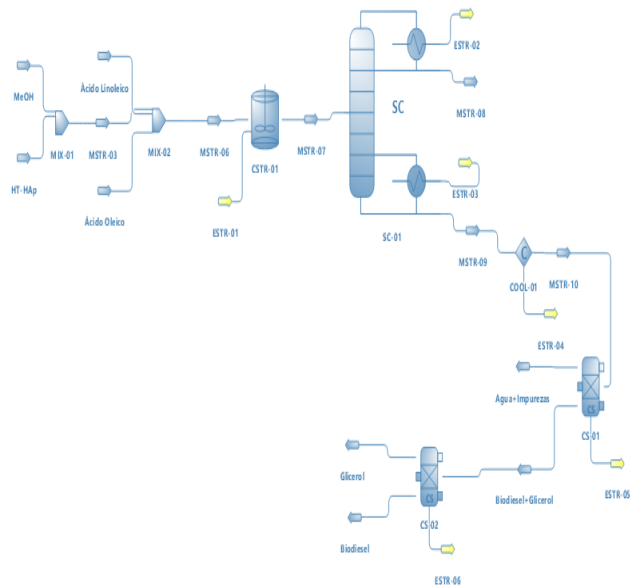 ESTR-02
MeOH
Ácido Linoleico
SC
MSTR-08
MIX-01
MSTR-03
MIX-02
MSTR-06
CSTR-01
MSTR-07
HT-HAp
ESTR-03
Ácido Oleico
ESTR-01
SC-01
MSTR-09
C
COOL-01
MSTR-10
ESTR-04
Agua+Impurezas
CS
CS-01
Glicerol
ESTR-05
CS
Biodiesel+Glicerol
CS-02
Biodiesel
ESTR-06